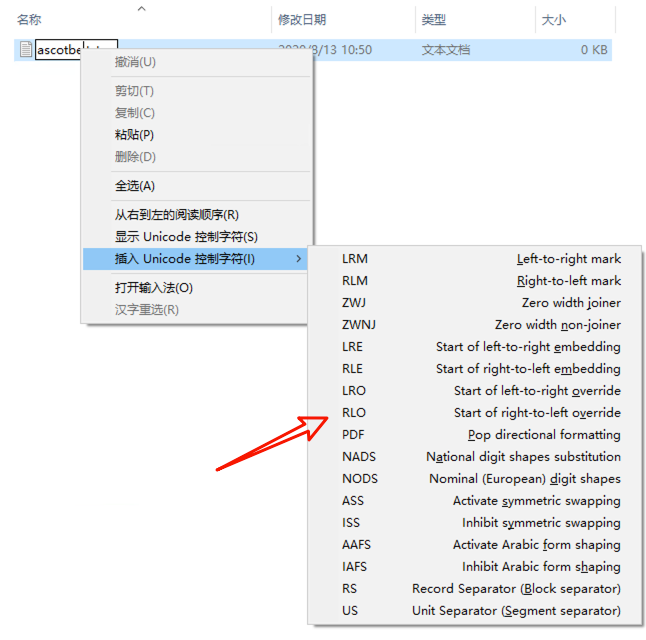 名称 修改日期 类型 大小
ascotbe 10:50 文本文档 0 KB
撤消(U)
剪切(T)
复制(C)
粘贴(P)
删除(D)
全选(A)
从右到左的阅读顺序(R)
显示 Unicode 控制字符(S)
插入 Unicode 控制字符(I)
打开输入法(O)
汉字重选(R)
LRM Left-to-right mark
RLM Right-to-left mark
ZWJ Zero width joiner
ZWNJ Zero width non-joiner
LRE Start of left-to-right embedding
RLE Start of right-to-left embedding
LRO Start of left-to-right override
RLO Start of right-to-left override
PDF Pop directional formatting
NADS National digit shapes substitution
NODS Nominal (European) digit shapes
ASS Activate symmetric swapping
ISS Inhibit symmetric swapping
AAFS Activate Arabic form shaping
IAFS Inhibit Arabic form shaping
RS Record Separator (Block separator)
US Unit Separator (Segment separator)